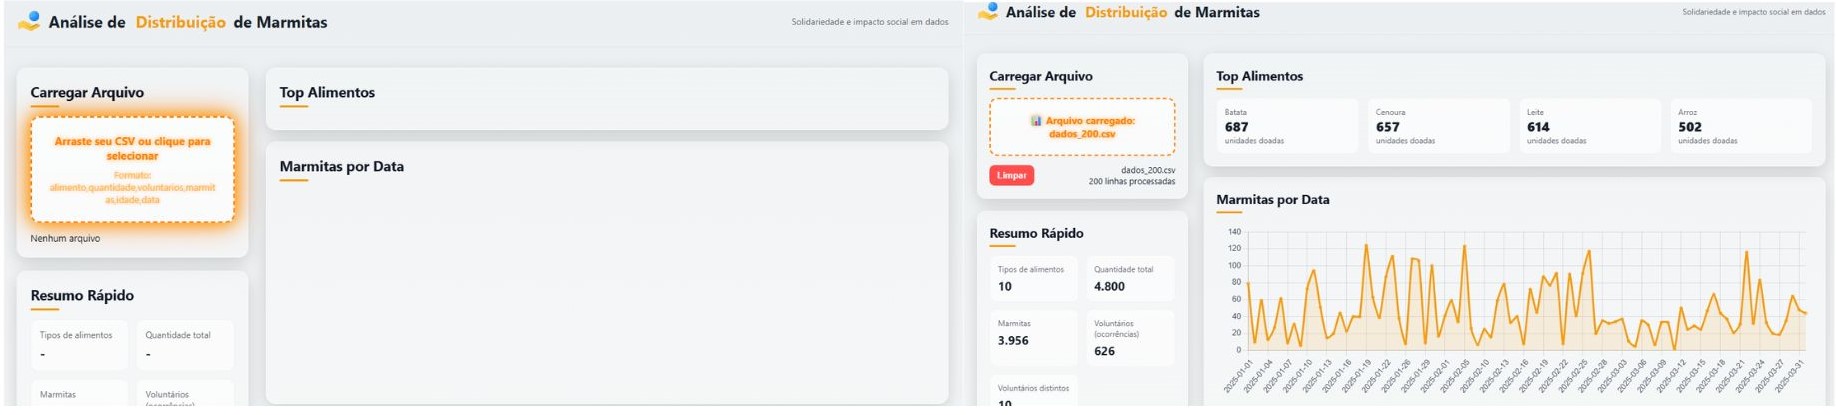 Análise de Distribuição de Marmitas
Solidariedade e impacto social em dados
Carregar Arquivo
Arraste seu CSV ou clique para
selecionar
Formato:
alimento,quantidade,voluntarios,marmit
as,idade,data
Nenhum arquivo
Resumo Rápido
Tipos de alimentos
-
Quantidade total
-
Marmitas
Voluntários
(ocorrências)
Top Alimentos
Marmitas por Data
Análise de Distribuição de Marmitas
Solidariedade e impacto social em dados
Carregar Arquivo
Arquivo carregado:
dados_200.csv
Limpar
dados_200.csv
200 linhas processadas
Resumo Rápido
Tipos de alimentos
10
Quantidade total
4.800
Marmitas
3.956
Voluntários
(ocorrências)
626
Voluntários distintos
10
Top Alimentos
Batata
687
unidades doadas
Cenoura
657
unidades doadas
Leite
614
unidades doadas
Arroz
502
unidades doadas
Marmitas por Data
140
120
100
80
60
40
20
0
2025-01-01
2025-01-04
2025-01-07
2025-01-10
2025-01-13
2025-01-16
2025-01-19
2025-01-23
2025-01-26
2025-01-29
2025-02-02
2025-02-05
2025-02-10
2025-02-13
2025-02-16
2025-02-19
2025-02-22
2025-02-25
2025-02-28
2025-03-03
2025-03-06
2025-03-09
2025-03-12
2025-03-15
2025-03-18
2025-03-21
2025-03-24
2025-03-27
2025-03-31